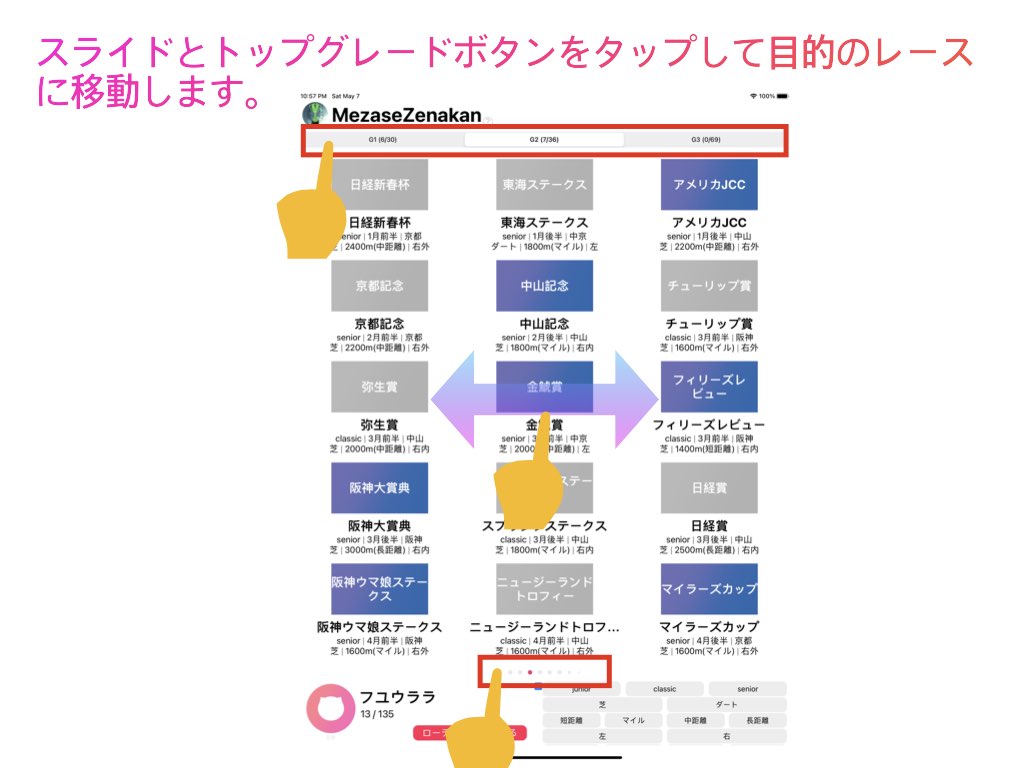 スライドとトップグレードボタンをタップして目的のレース
に移動します。
10:57 PM Sat May 7
100%
MezaseZenakan
G1 (6/30) G2 (7/36) G3 (0/69)
日経新春杯 東海ステークス アメリカJCC
日経新春杯 東海ステークス アメリカJCC
senior | 1月前半 | 京都 senior | 1月後半 | 中京 senior | 1月後半 | 中山
芝 | 2400m(中距離) | 右外 ダート | 1800m(マイル) | 左 芝 | 2200m(中距離) | 右外
京都記念 中山記念 チューリップ賞
京都記念 中山記念 チューリップ賞
senior | 2月前半 | 京都 senior | 2月後半 | 中山 classic | 3月前半 | 阪神
芝 | 2200m(中距離) | 右外 芝 | 1800m(マイル) | 右内 芝 | 1600m(マイル) | 右外
弥生賞 金鯱賞 フィリーズレ
ビュー
弥生賞 金 賞 フィリーズレビュー
classic | 3月前半 | 中山 senior | 3月 | 中京 classic | 3月前半 | 阪神
芝 | 2000m(中距離) | 右内 芝 | 2000 中距離) | 左 芝 | 1400m(短距離) | 右内
阪神大賞典 ステー 日経賞
阪神大賞典 スプ ステークス 日経賞
senior | 3月後半 | 阪神 classic | 3月後半 | 中山 senior | 3月後半 | 中山
芝 | 3000m(長距離) | 右内 芝 | 1800m(マイル) | 右内 芝 | 2500m(長距離) | 右内
阪神ウマ娘ステー ニュージーランド マイラーズカップ
クス トロフィー
阪神ウマ娘ステークス ニュージーランドトロフ... マイラーズカップ
senior | 4月前半 | 阪神 classic | 4月前半 | 中山 senior | 4月後半 | 京都
芝 | 1600m(マイル) | 右外 芝 | 1600m(マイル) | 右外 芝 | 1600m(マイル) | 右外
フユウララ
13 / 135
ローテ る
junior classic senior
芝 ダート
短距離 マイル 中距離 長距離
左 右